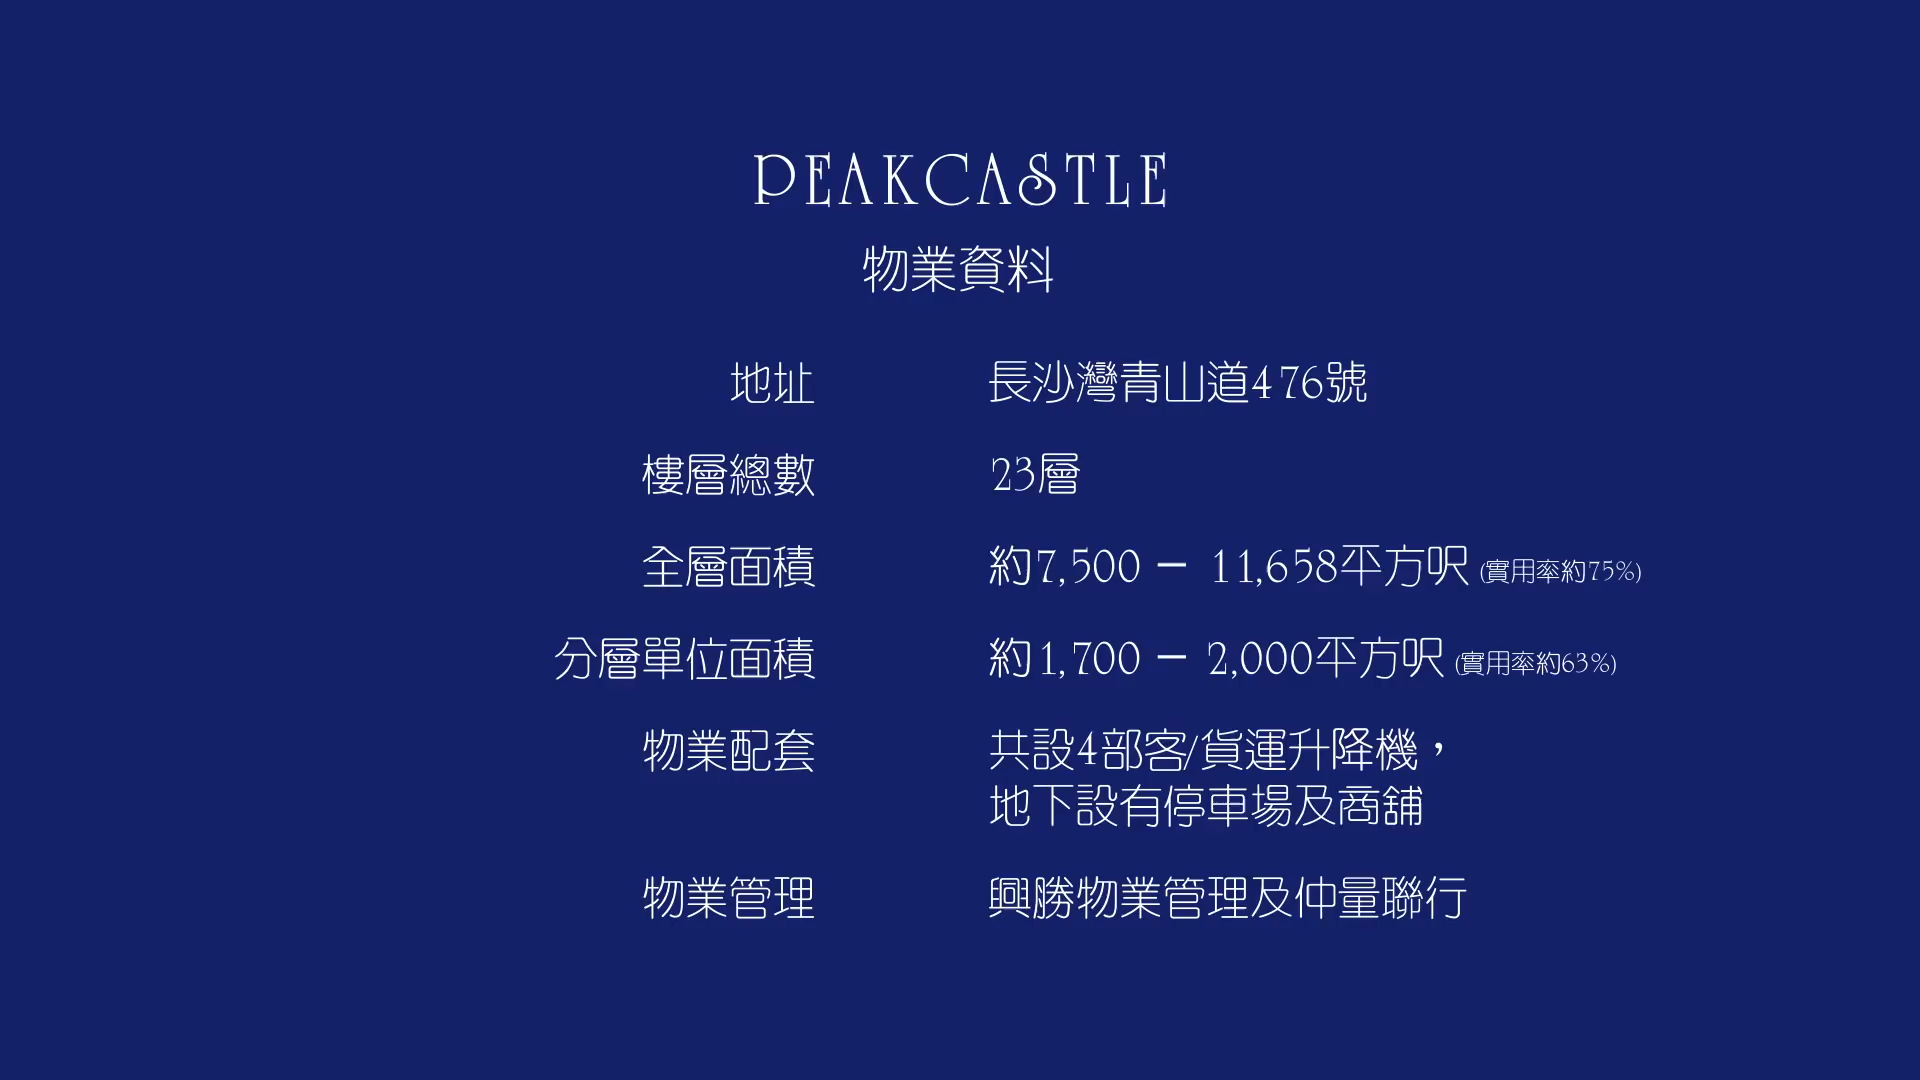 PEAKCASTLE
物業資料
地址 長沙灣青山道476號
樓層總數 23層
全層面積 約7,500 – 11,658平方呎 (實用率約75%)
分層單位面積 約1,700 – 2,000平方呎 (實用率約63%)
物業配套 共設4部客/貨運升降機，
地下設有停車場及商舖
物業管理 興勝物業管理及仲量聯行